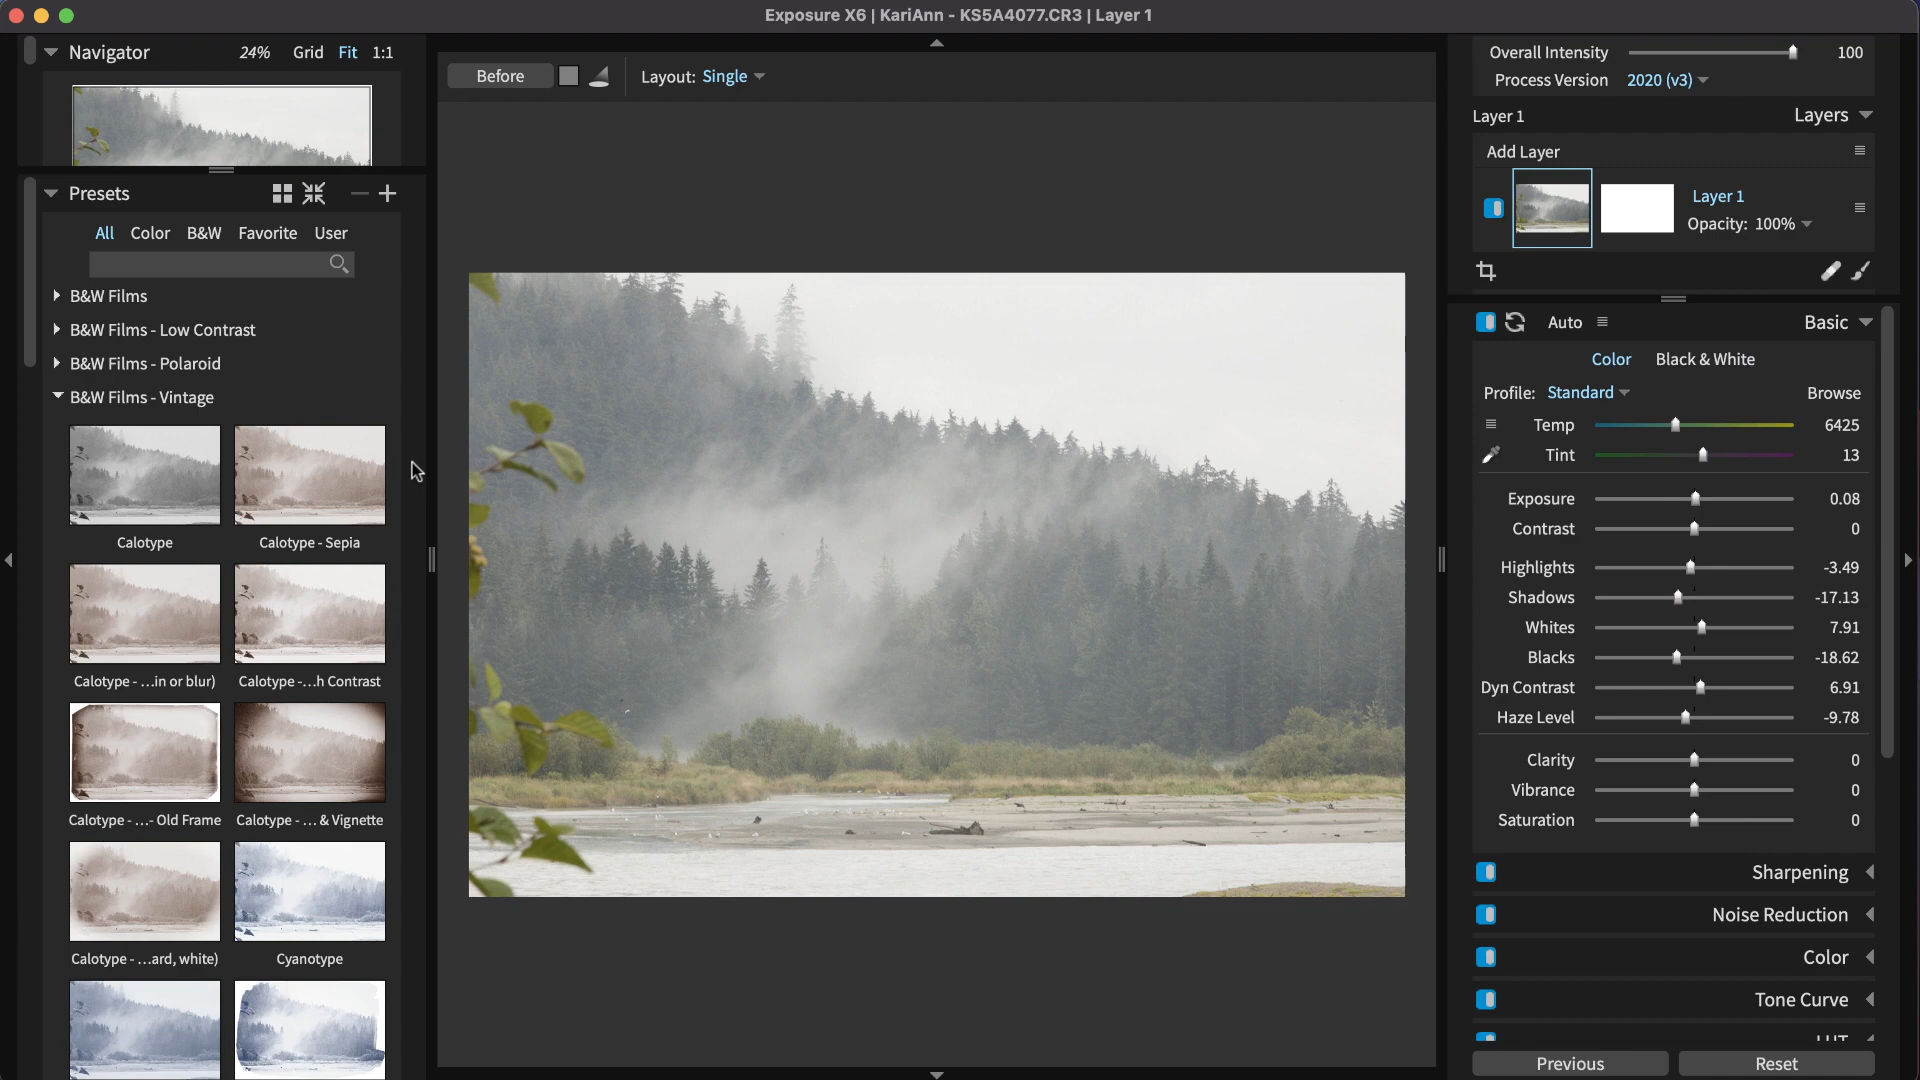 Exposure X6 | KariAnn - KS5A4077.CR3 | Layer 1
Navigator 24% Grid Fit 1:1
Presets
All Color B&W Favorite User
B&W Films
B&W Films - Low Contrast
B&W Films - Polaroid
B&W Films - Vintage
Calotype Calotype - Sepia
Calotype - ...in or blur) Calotype -...h Contrast
Calotype - ...- Old Frame Calotype - ... & Vignette
Calotype - ...ard, white) Cyanotype
Before Layout: Single
Overall Intensity 100
Process Version 2020 (v3)
Layer 1 Layers
Add Layer
Layer 1
Opacity: 100%
Auto Basic
Color Black & White
Profile: Standard Browse
Temp 6425
Tint 13
Exposure 0.08
Contrast 0
Highlights -3.49
Shadows -17.13
Whites 7.91
Blacks -18.62
Dyn Contrast 6.91
Haze Level -9.78
Clarity 0
Vibrance 0
Saturation 0
Sharpening
Noise Reduction
Color
Tone Curve
LUT
Previous Reset